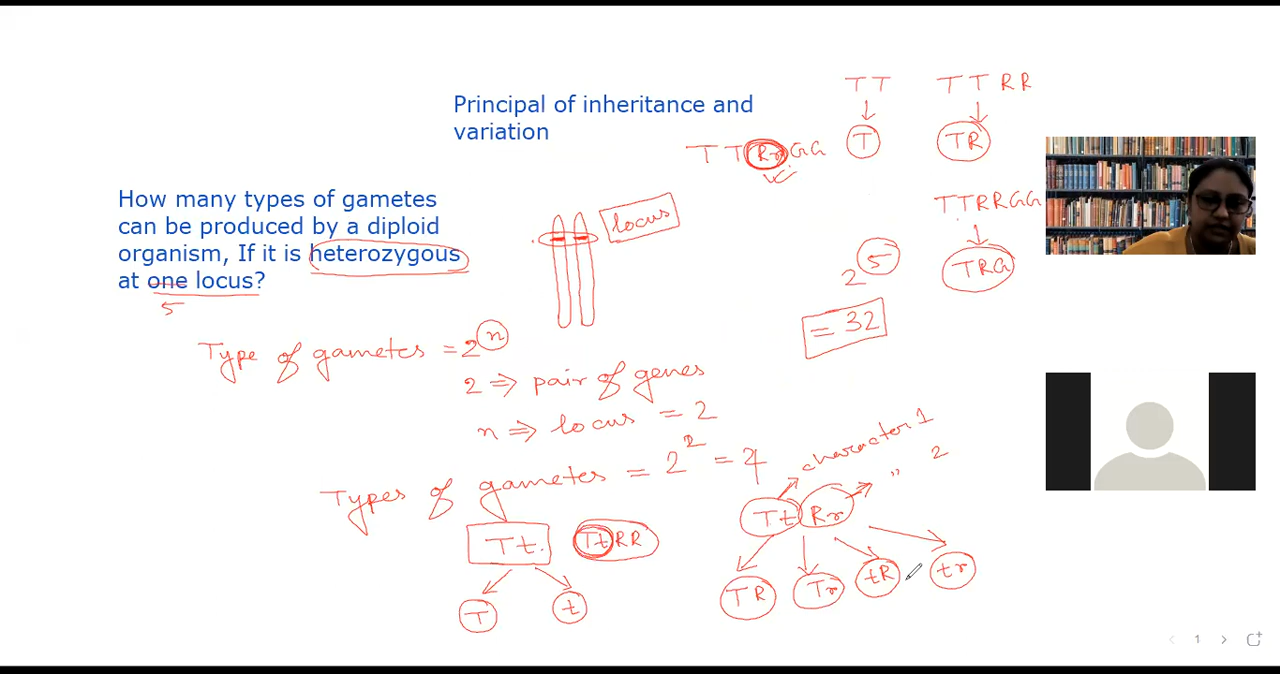 Principal of inheritance and
variation
TT
T
TTRR
TR
TTRrGG
TTRRGG
TRG
How many types of gametes
can be produced by a diploid
organism, If it is heterozygous
at one locus?
5
locus
2^5
= 32
Type of gametes = 2^n
2 ⇒ pair of genes
n ⇒ locus = 2
Types of gametes = 2^2 = 4
character 1
" 2
Tt.
TtRR
Tt Rr
T
t
TR
Tr
tR
tr
1